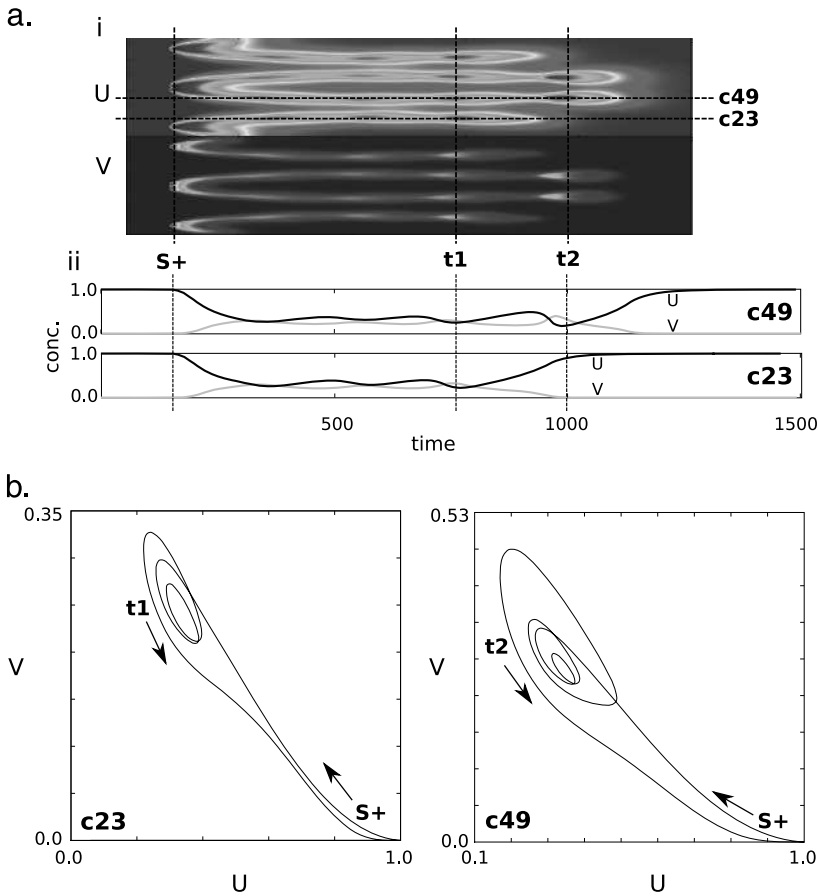 a.
i
U
c49
c23
V
ii
S+ t1 t2
1.0
U
c49
V
0.0
conc.
1.0
U
c23
V
0.0
500 1000 1500
time
b.
0.35
t1
V
S+
0.0
c23
0.0 1.0
U
0.53
t2
V
S+
0.0
c49
0.1 1.0
U